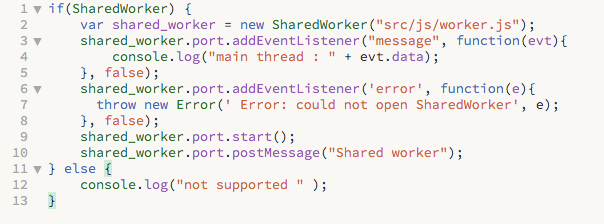 1 if(SharedWorker) {
2     var shared_worker = new SharedWorker("src/js/worker.js");
3     shared_worker.port.addEventListener("message", function(evt){
4         console.log("main thread : " + evt.data);
5     }, false);
6     shared_worker.port.addEventListener('error', function(e){
7       throw new Error(' Error: could not open SharedWorker', e);
8     }, false);
9     shared_worker.port.start();
10     shared_worker.port.postMessage("Shared worker");
11 } else {
12     console.log("not supported " );
13 }